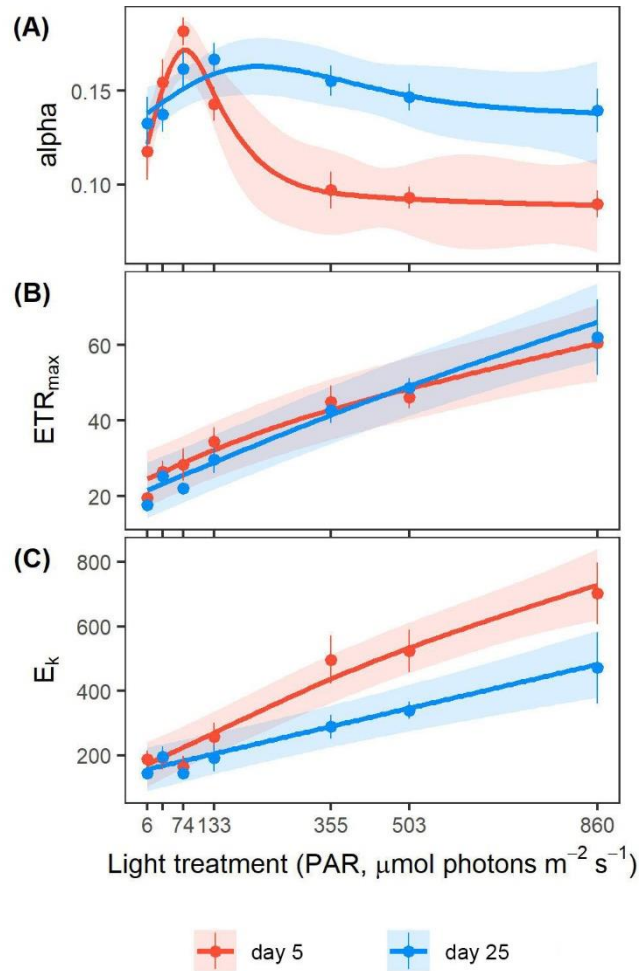 (A)
0.15
0.10
alpha
(B)
60
40
20
ETRmax
(C)
800
600
400
200
Ek
6 74 133 355 503 860
Light treatment (PAR, μmol photons m⁻² s⁻¹)
day 5 day 25